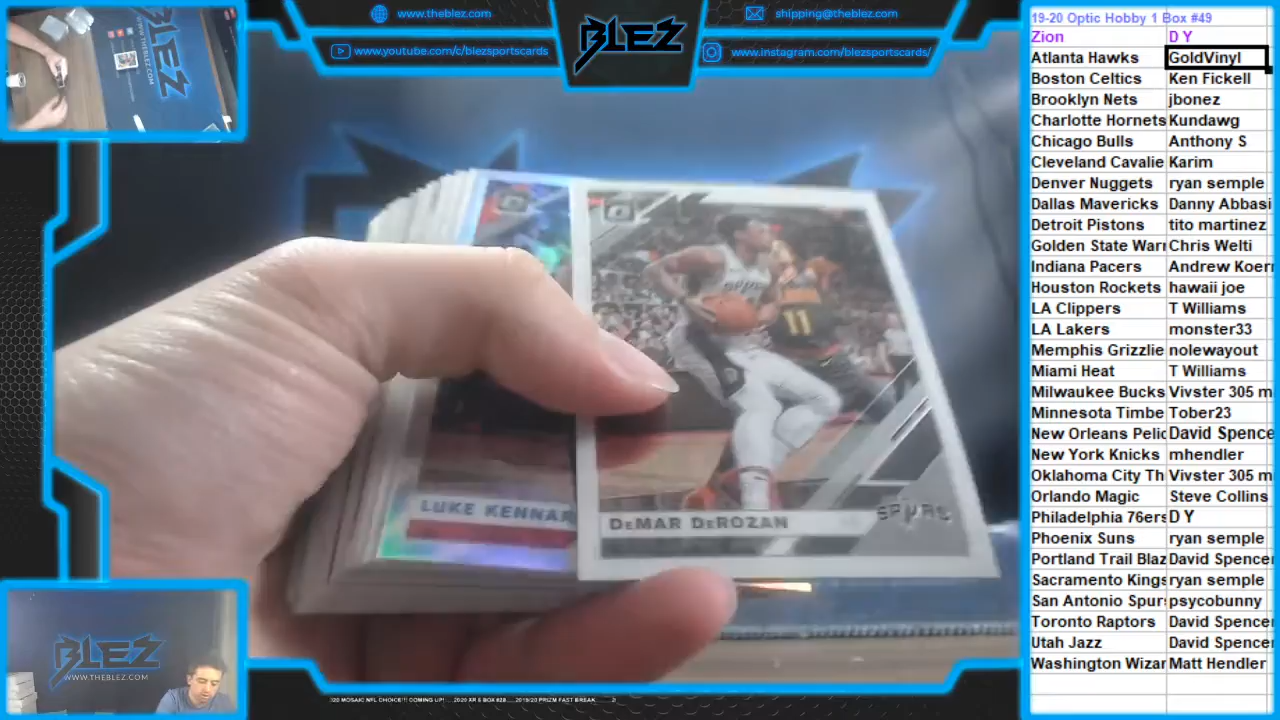 www.theblez.com
shipping@theblez.com
www.youtube.com/c/blezsportscards
www.instagram.com/blezsportscards/
BLEZ
19-20 Optic Hobby 1 Box #49
Zion D Y
Atlanta Hawks GoldVinyl
Boston Celtics Ken Fickell
Brooklyn Nets jbonez
Charlotte Hornets Kundawg
Chicago Bulls Anthony S
Cleveland Cavalie Karim
Denver Nuggets ryan semple
Dallas Mavericks Danny Abbasi
Detroit Pistons tito martinez
Golden State Warr Chris Welti
Indiana Pacers Andrew Koerr
Houston Rockets hawaii joe
LA Clippers T Williams
LA Lakers monster33
Memphis Grizzlie nolewayout
Miami Heat T Williams
Milwaukee Bucks Vivster 305 m
Minnesota Timbe Tober23
New Orleans Pelic David Spence
New York Knicks mhendler
Oklahoma City Th Vivster 305 m
Orlando Magic Steve Collins
Philadelphia 76ers D Y
Phoenix Suns ryan semple
Portland Trail Blaz David Spencer
Sacramento Kings ryan semple
San Antonio Spurs psycobunny
Toronto Raptors David Spencer
Utah Jazz David Spencer
Washington Wizar Matt Hendler
SPURS
11
LUKE KENNAR
DeMAR DeROZAN
SPURS
BLEZ
WWW.THEBLEZ.COM
/20 MOSAIC NFL CHOICE!!! COMING UP! ... 2020 XR 5 BOX #28 ... 2019/20 PRIZM FAST BREAK